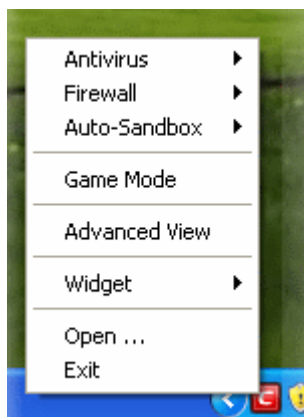 Antivirus
Firewall
Auto-Sandbox
Game Mode
Advanced View
Widget
Open ...
Exit